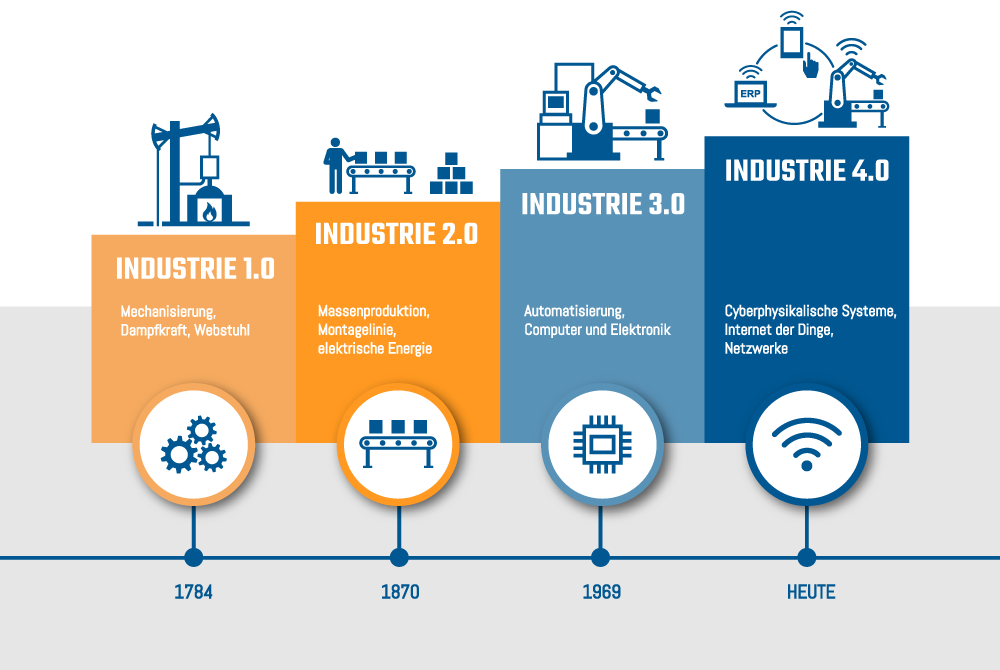 ERP
INDUSTRIE 1.0
Mechanisierung,
Dampfkraft, Webstuhl
1784
INDUSTRIE 2.0
Massenproduktion,
Montagelinie,
elektrische Energie
1870
INDUSTRIE 3.0
Automatisierung,
Computer und Elektronik
1969
INDUSTRIE 4.0
Cyberphysikalische Systeme,
Internet der Dinge,
Netzwerke
HEUTE